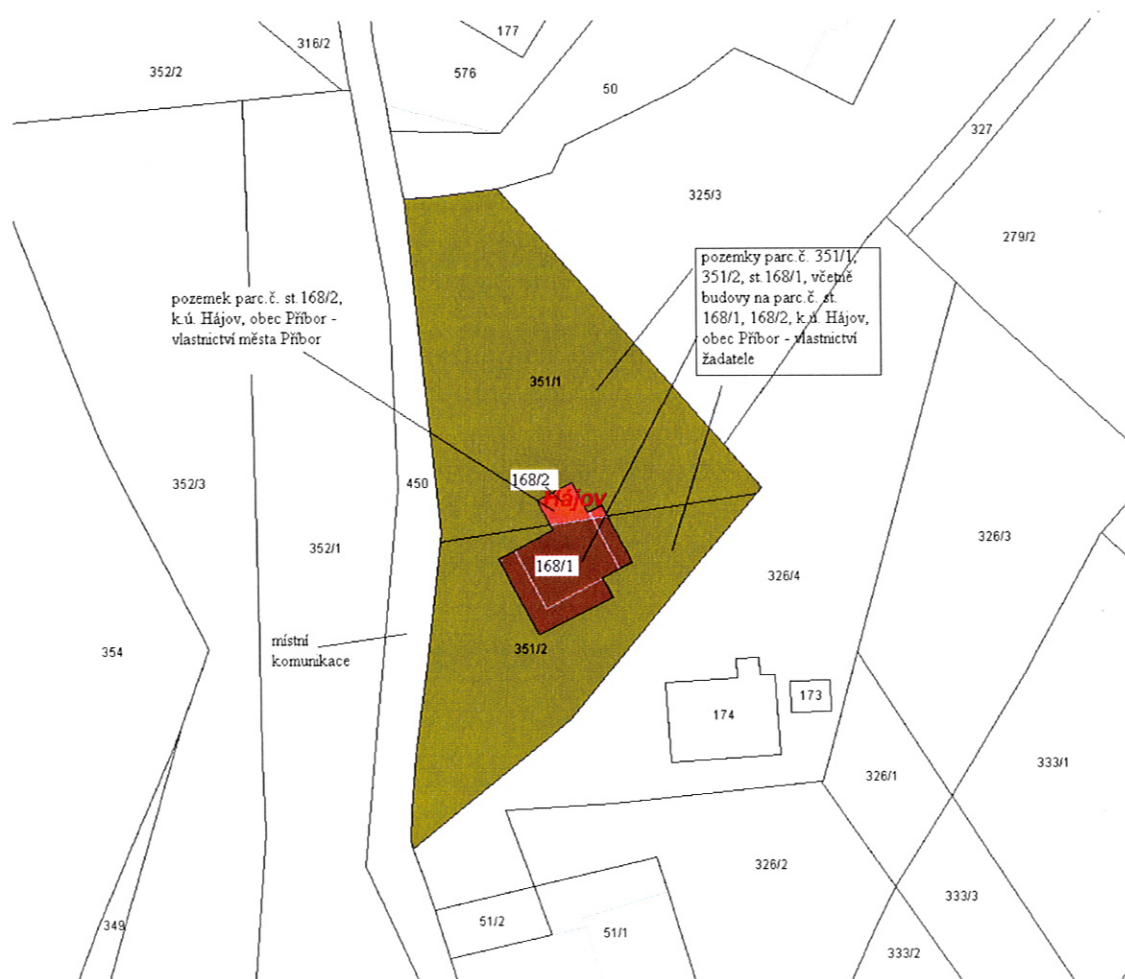 177
316/2
352/2
576
50
327
325/3
279/2
pozemky parc.č. 351/1,
351/2, st.168/1, včetně
budovy na parc.č. st.
168/1, 168/2, k.ú. Hájov,
obec Příbor - vlastnictví
žadatele
pozemek parc.č. st.168/2,
k.ú. Hájov, obec Příbor -
vlastnictví města Příbor
351/1
352/3
450
168/2
Hájov
352/1
168/1
326/3
326/4
místní
komunikace
354
351/2
174
173
326/1
333/1
326/2
333/3
349
51/2
51/1
333/2